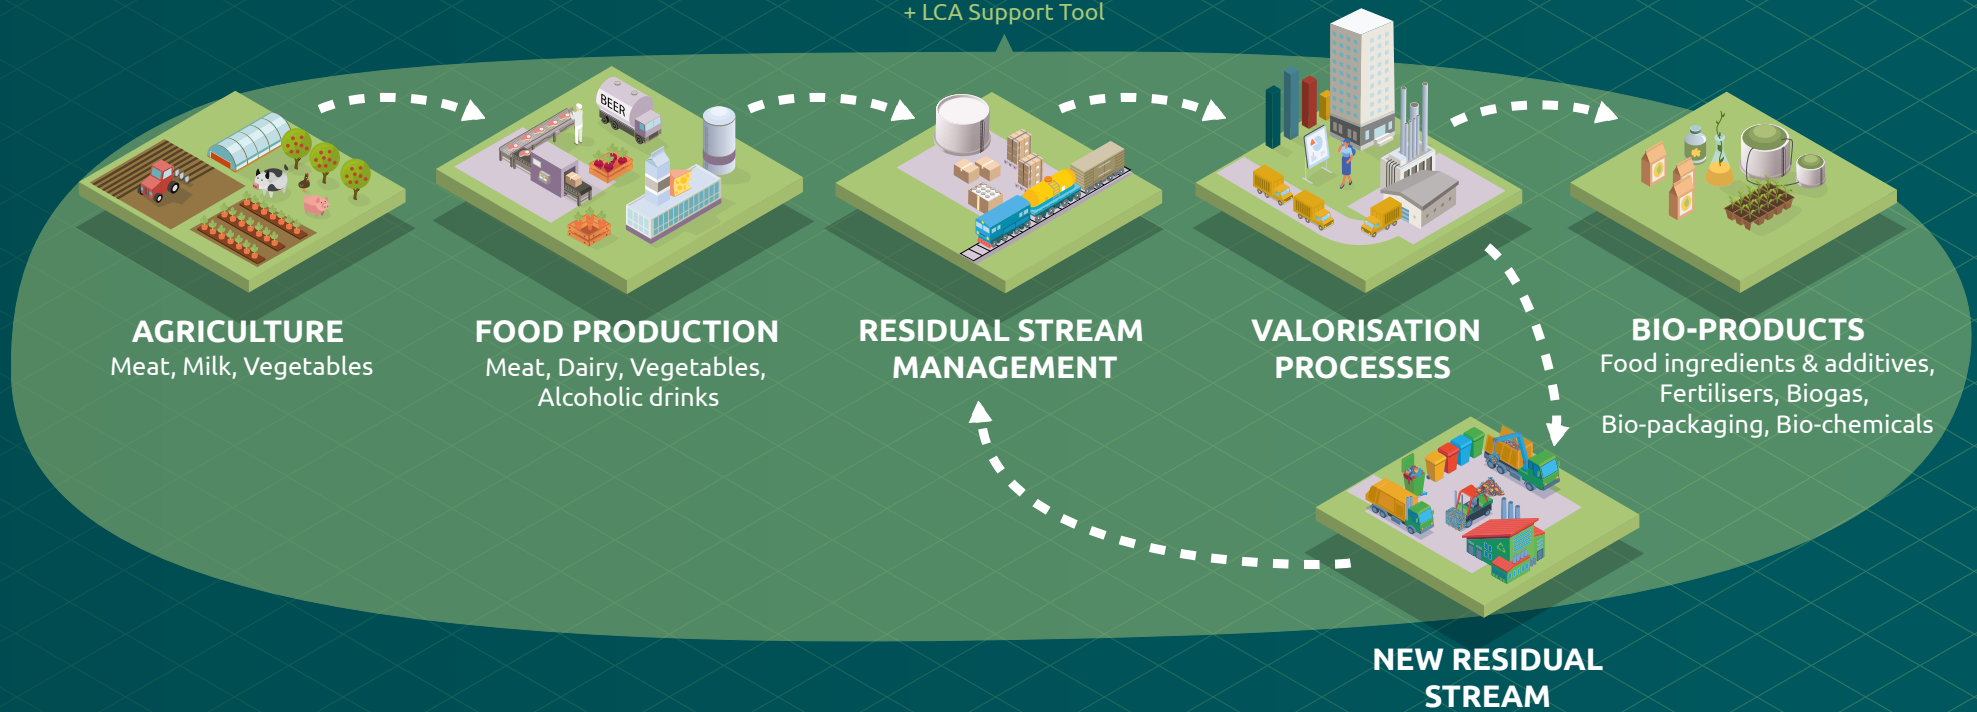 + LCA Support Tool
BEER
AGRICULTURE
Meat, Milk, Vegetables
FOOD PRODUCTION
Meat, Dairy, Vegetables,
Alcoholic drinks
RESIDUAL STREAM
MANAGEMENT
VALORISATION
PROCESSES
BIO-PRODUCTS
Food ingredients & additives,
Fertilisers, Biogas,
Bio-packaging, Bio-chemicals
NEW RESIDUAL
STREAM